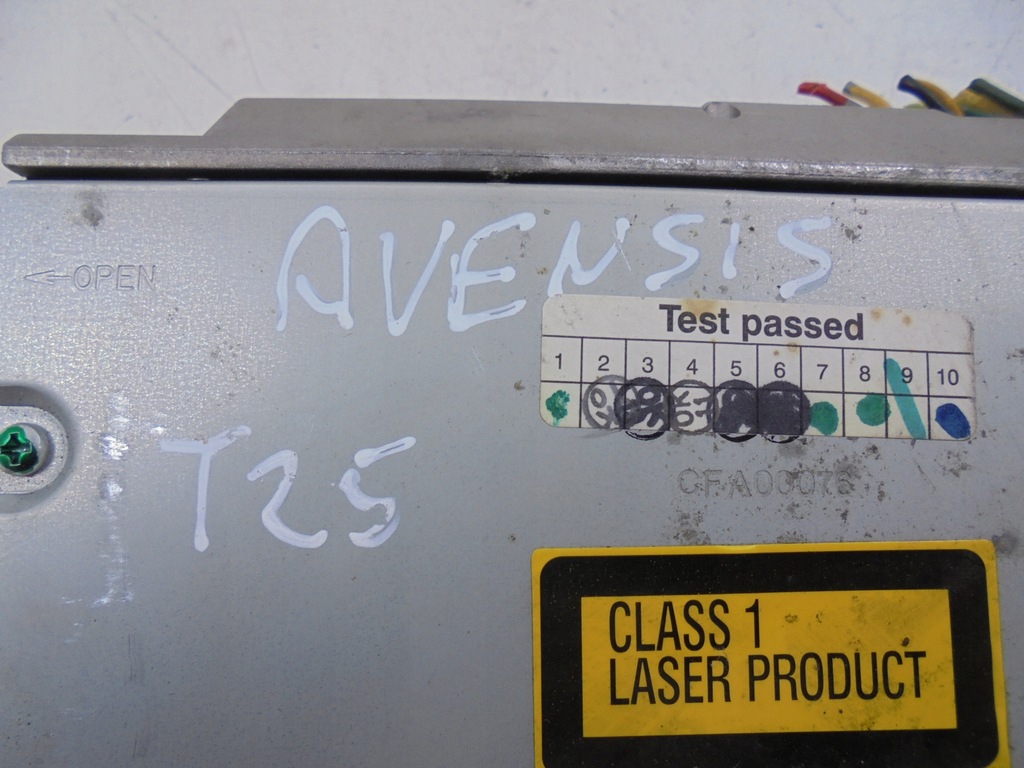 AVENSIS
←OPEN
Test passed
1 2 3 4 5 6 7 8 9 10
T25
CFA00076
CLASS 1
LASER PRODUCT